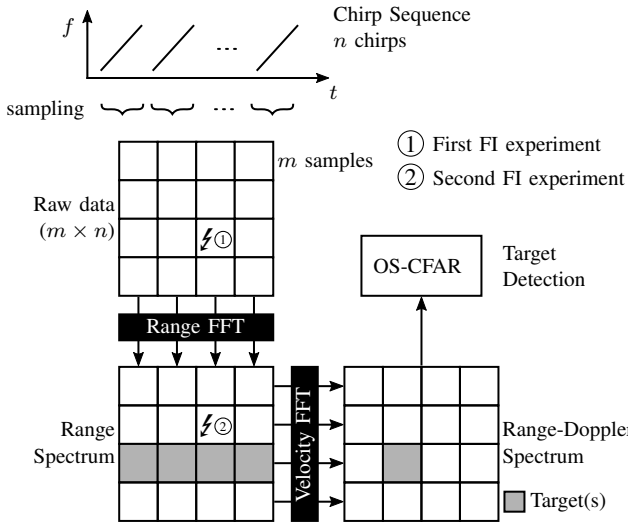 f
Chirp Sequence
n chirps
...
t
sampling
...
m samples
① First FI experiment
② Second FI experiment
Raw data
(m × n)
①
OS-CFAR
Target
Detection
Range FFT
②
Range
Spectrum
Velocity FFT
Range-Doppler
Spectrum
Target(s)